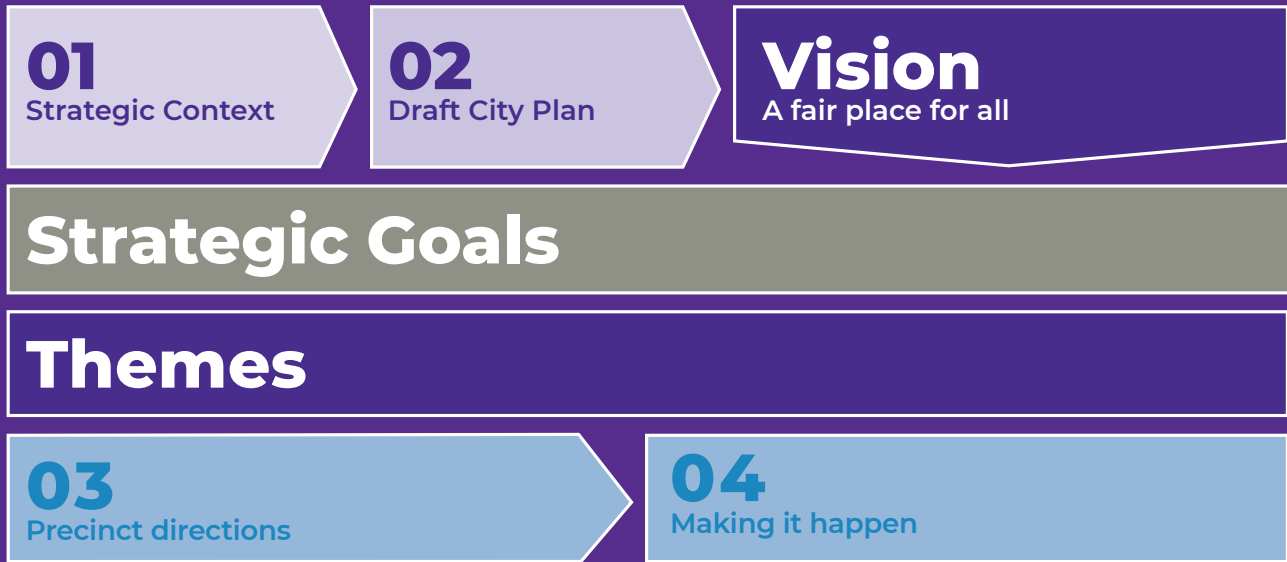 01
Strategic Context
02
Draft City Plan
Vision
A fair place for all
Strategic Goals
Themes
03
Precinct directions
04
Making it happen